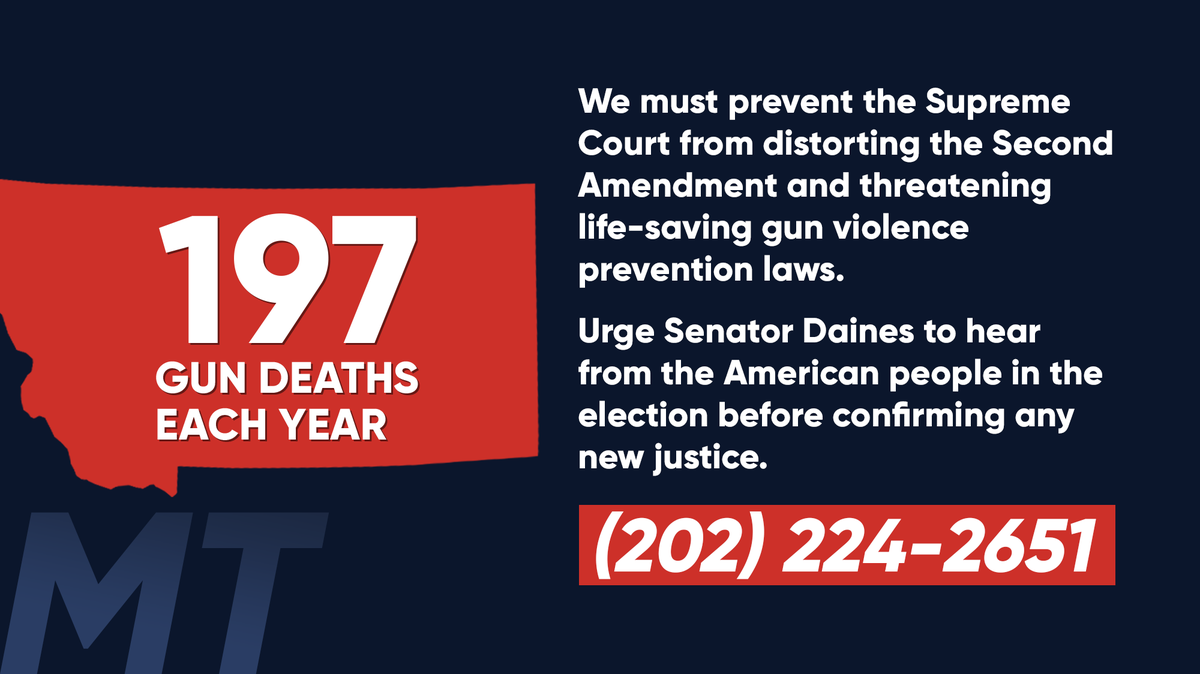 197
GUN DEATHS
EACH YEAR
MT
We must prevent the Supreme
Court from distorting the Second
Amendment and threatening
life-saving gun violence
prevention laws.
Urge Senator Daines to hear
from the American people in the
election before confirming any
new justice.
(202) 224-2651